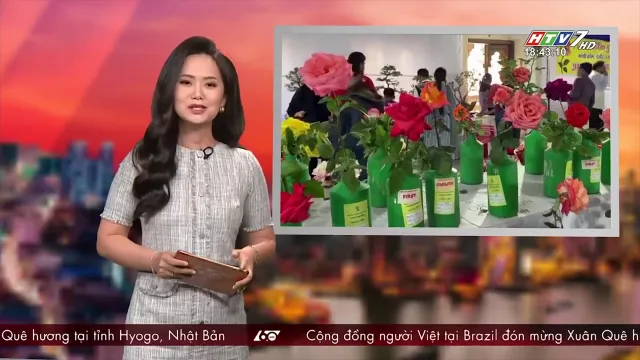 HTV7 HD
18:43:10
Quê hương tại tỉnh Hyogo, Nhật Bản
60
Cộng đồng người Việt tại Brazil đón mừng Xuân Quê h